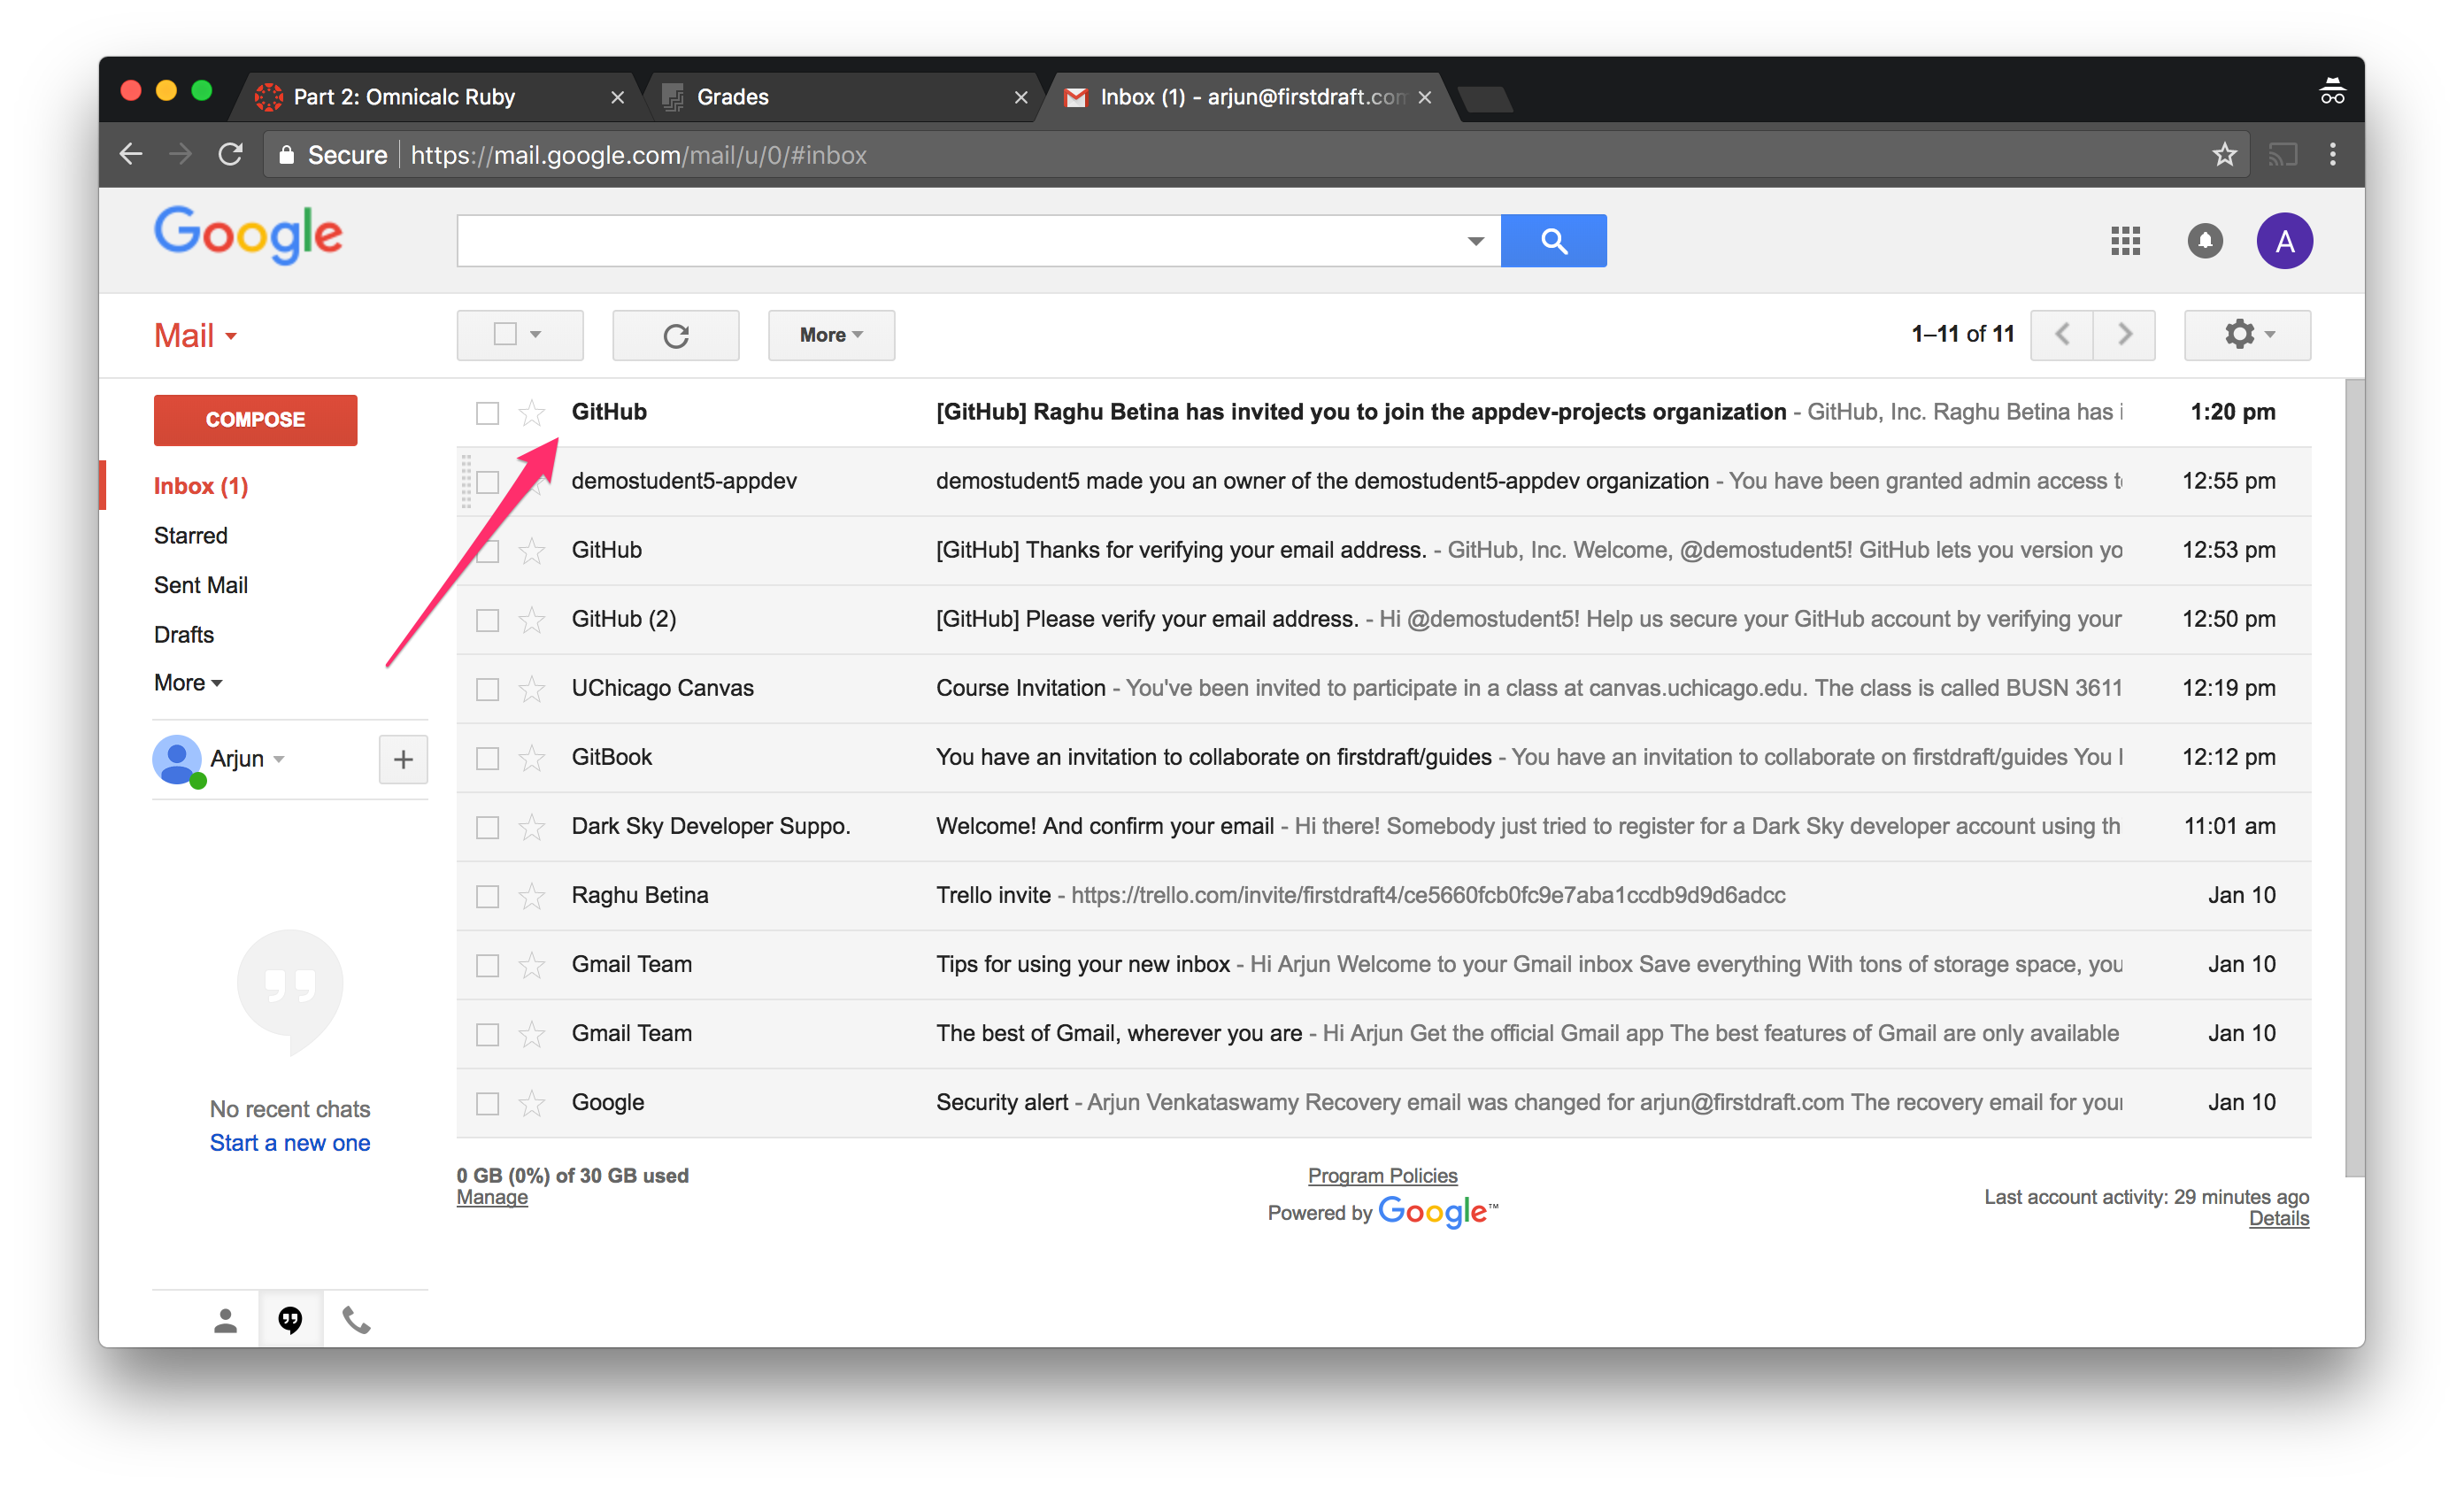 Part 2: Omnicalc Ruby
Grades
Inbox (1) - arjun@firstdraft.com
Secure
https://mail.google.com/mail/u/0/#inbox
Google
A
Mail
More
1–11 of 11
COMPOSE
Inbox (1)
Starred
Sent Mail
Drafts
More
Arjun
No recent chats
Start a new one
GitHub [GitHub] Raghu Betina has invited you to join the appdev-projects organization - GitHub, Inc. Raghu Betina has 1:20 pm
demostudent5-appdev demostudent5 made you an owner of the demostudent5-appdev organization - You have been granted admin access 12:55 pm
GitHub [GitHub] Thanks for verifying your email address. - GitHub, Inc. Welcome, @demostudent5! GitHub lets you version yo 12:53 pm
GitHub (2) [GitHub] Please verify your email address. - Hi @demostudent5! Help us secure your GitHub account by verifying your 12:50 pm
UChicago Canvas Course Invitation - You've been invited to participate in a class at canvas.uchicago.edu. The class is called BUSN 3611 12:19 pm
GitBook You have an invitation to collaborate on firstdraft/guides - You have an invitation to collaborate on firstdraft/guides You 12:12 pm
Dark Sky Developer Suppo. Welcome! And confirm your email - Hi there! Somebody just tried to register for a Dark Sky developer account using th 11:01 am
Raghu Betina Trello invite - https://trello.com/invite/firstdraft4/ce5660fcb0fc9e7aba1ccdb9d9d6adcc Jan 10
Gmail Team Tips for using your new inbox - Hi Arjun Welcome to your Gmail inbox Save everything With tons of storage space, you Jan 10
Gmail Team The best of Gmail, wherever you are - Hi Arjun Get the official Gmail app The best features of Gmail are only available Jan 10
Google Security alert - Arjun Venkataswamy Recovery email was changed for arjun@firstdraft.com The recovery email for your Jan 10
0 GB (0%) of 30 GB used
Manage
Program Policies
Powered by Google™
Last account activity: 29 minutes ago
Details